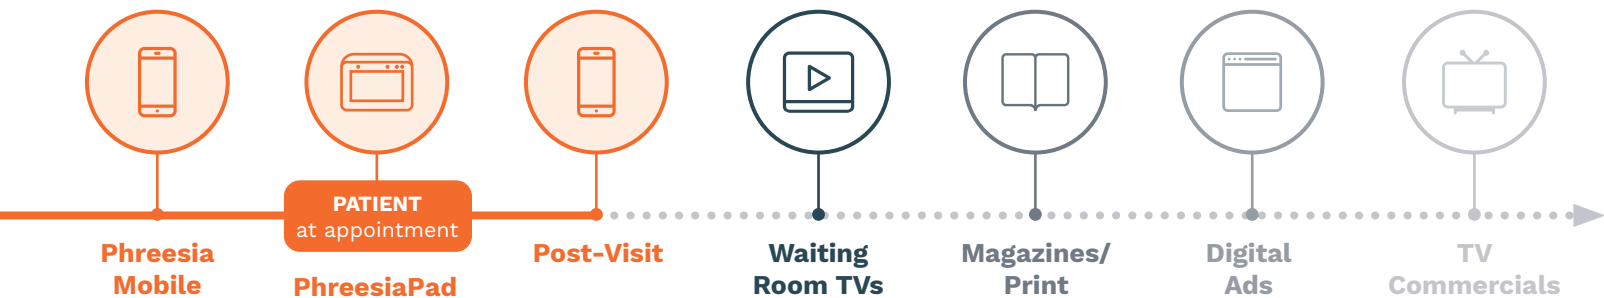 PATIENT
at appointment
Phreesia
Mobile
PhreesiaPad
Post-Visit
Waiting
Room TVs
Magazines/
Print
Digital
Ads
TV
Commercials